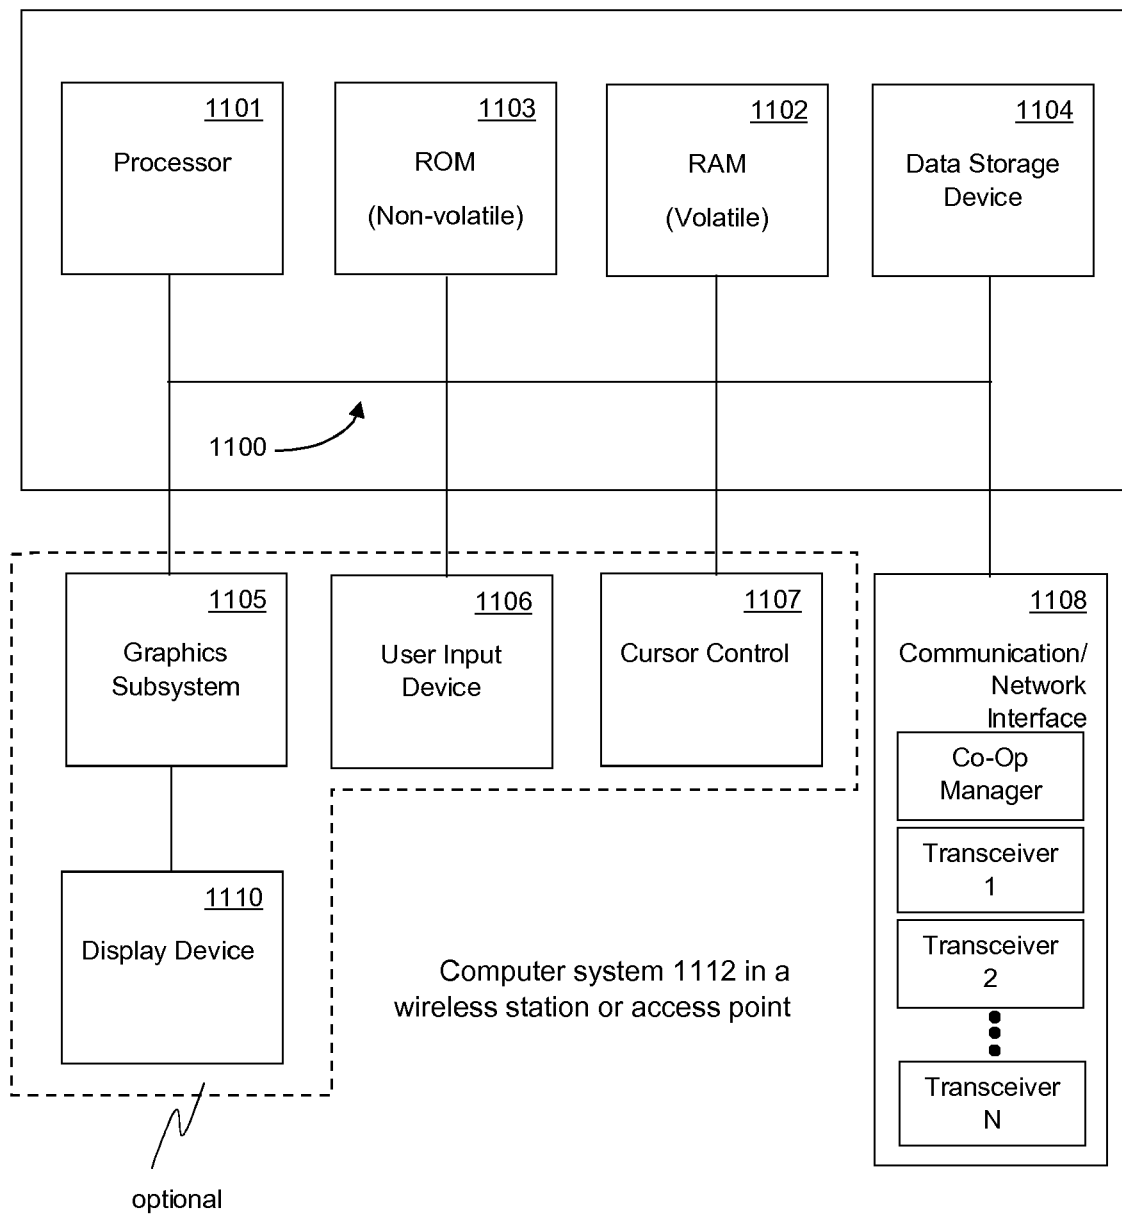 1101
Processor
1103
ROM
(Non-volatile)
1102
RAM
(Volatile)
1104
Data Storage
Device
1100
1105
Graphics
Subsystem
1106
User Input
Device
1107
Cursor Control
1108
Communication/
Network
Interface
Co-Op
Manager
Transceiver
1
Transceiver
2
Transceiver
N
1110
Display Device
Computer system 1112 in a
wireless station or access point
optional